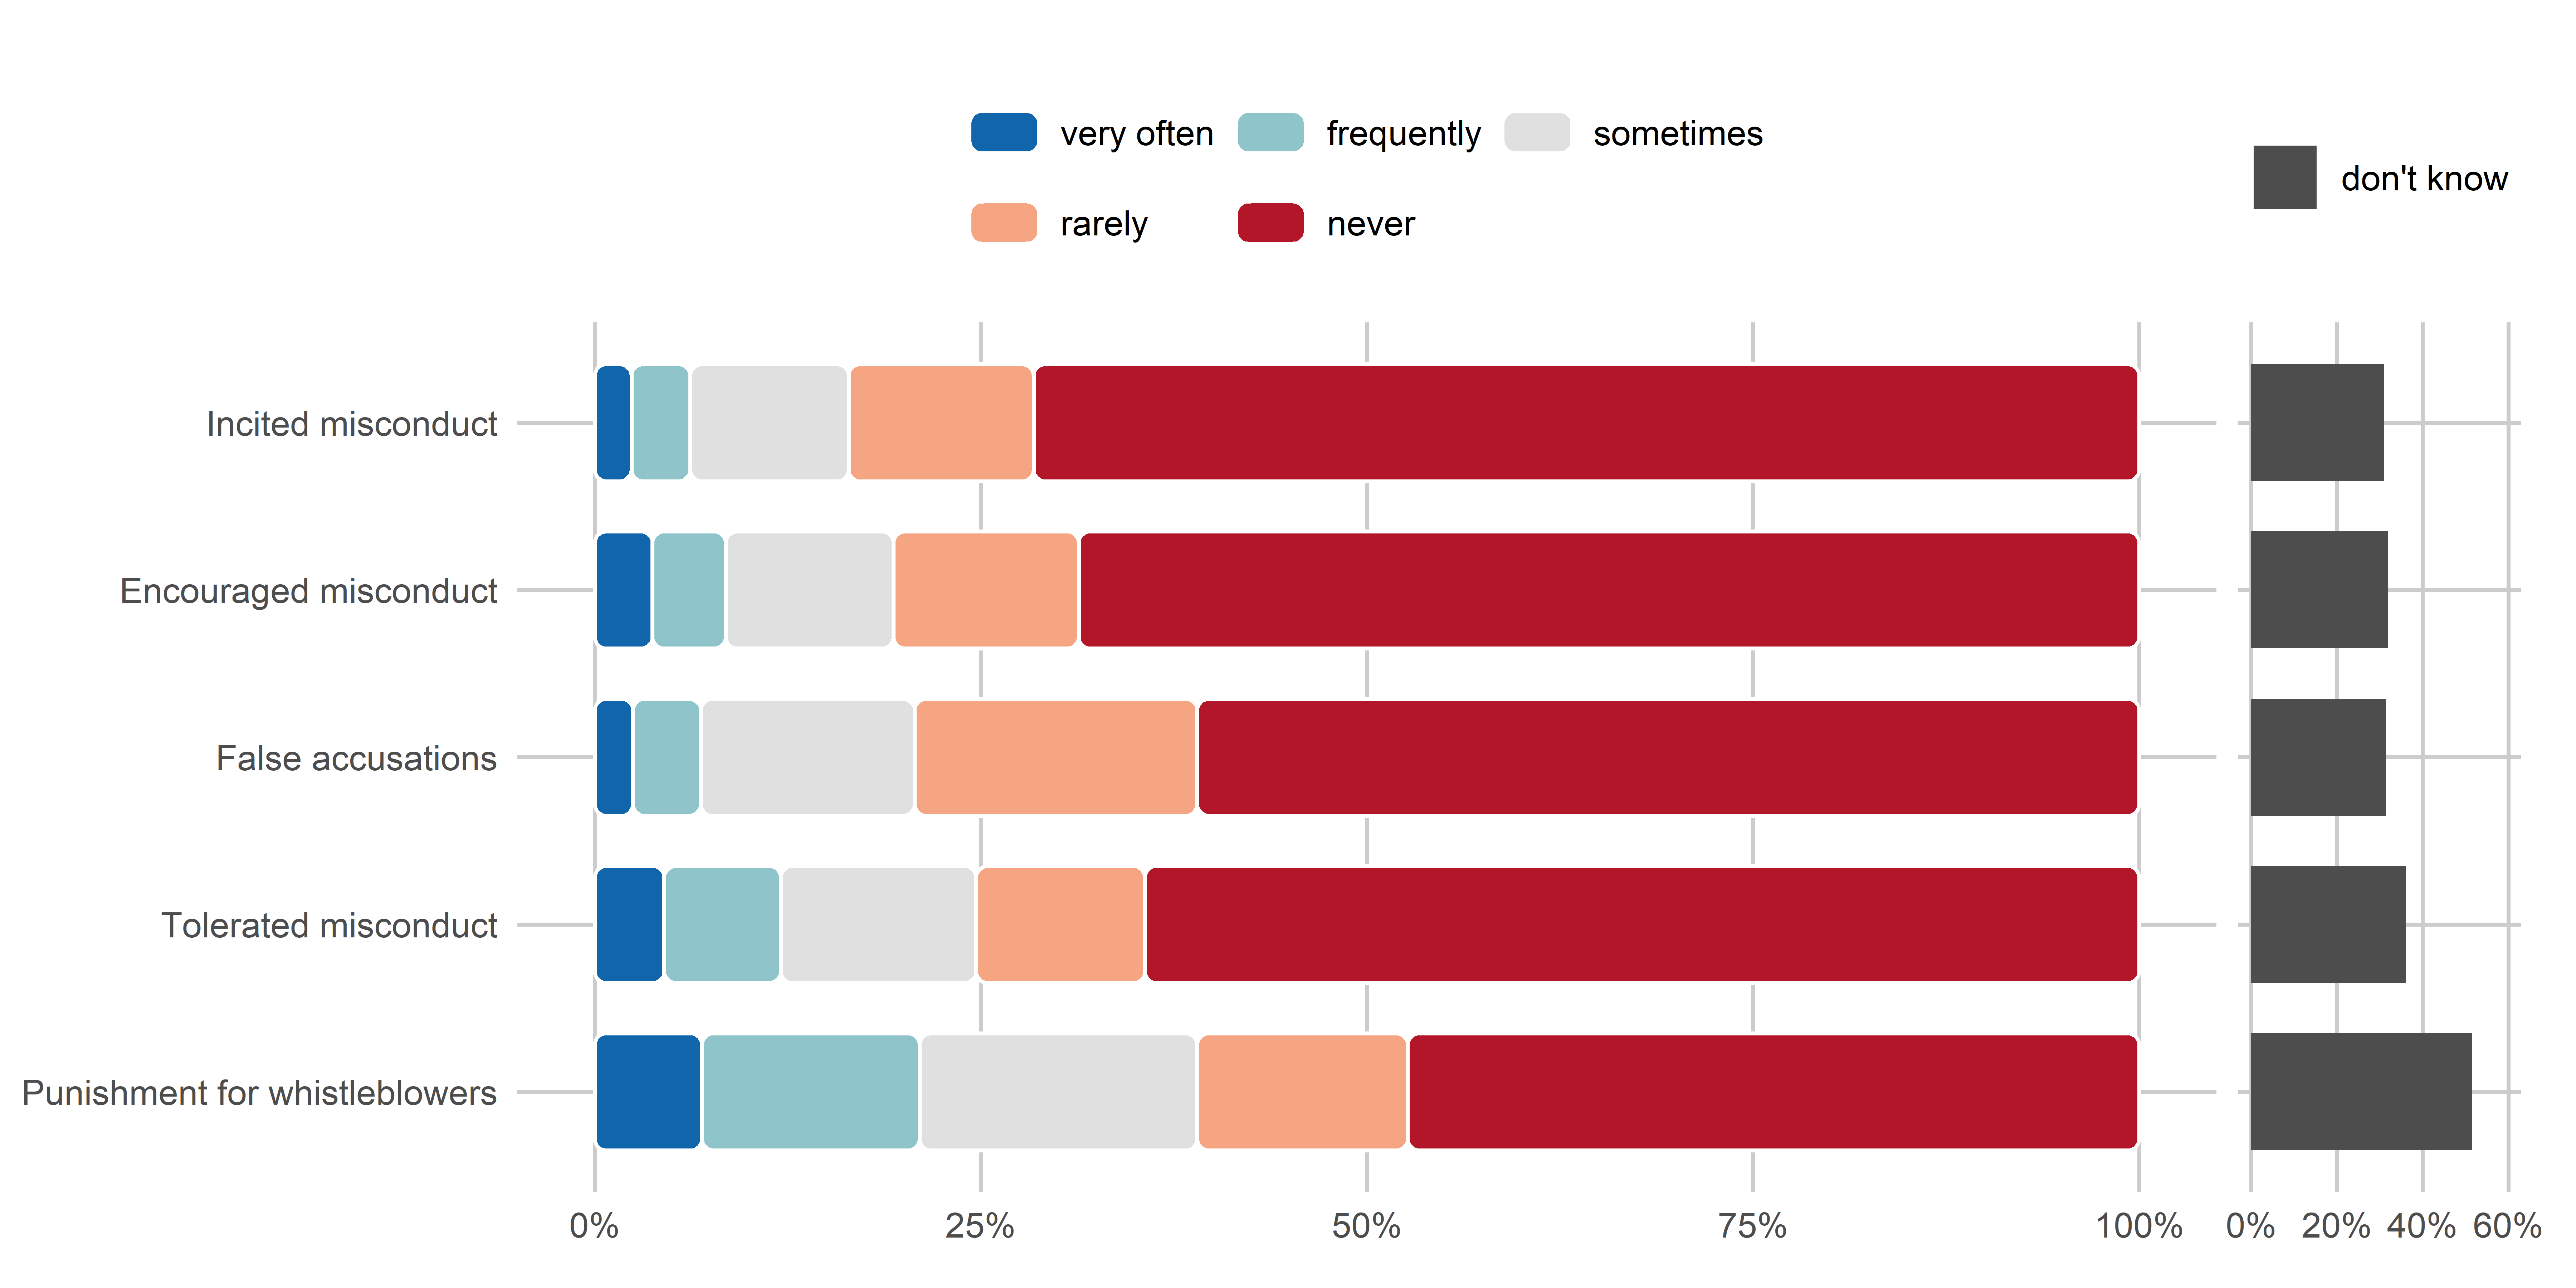 very often frequently sometimes
rarely never
don't know
Incited misconduct
Encouraged misconduct
False accusations
Tolerated misconduct
Punishment for whistleblowers
0% 25% 50% 75% 100% 0% 20% 40% 60%